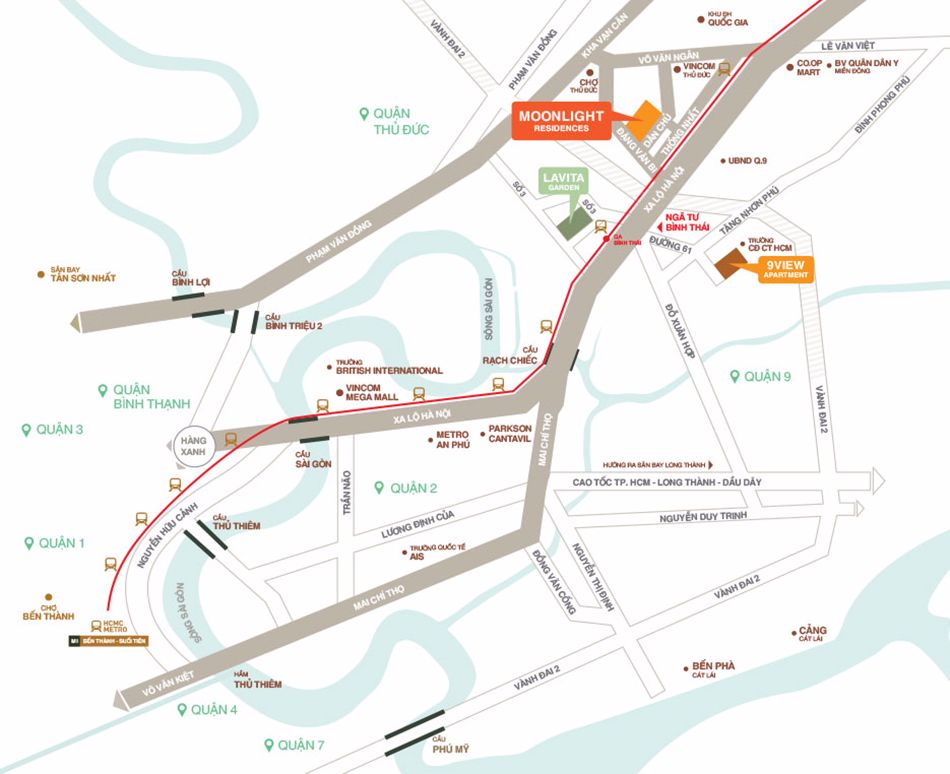 KHU ĐH
QUỐC GIA
VÀNH ĐAI 2
PHẠM VĂN ĐỒNG
KHA VẠN CÂN
VÕ VĂN NGÂN
LÊ VĂN VIỆT
CHỢ
THỦ ĐỨC
VINCOM
THỦ ĐỨC
CO.OP
MART
BV QUÂN DÂN Y
MIỀN ĐÔNG
QUẬN
THỦ ĐỨC
MOONLIGHT
RESIDENCES
DÂN CHỦ
THỐNG NHẤT
ĐẶNG VĂN BI
ĐÌNH PHONG PHÚ
UBND Q.9
LAVITA
GARDEN
SỐ 3
SỐ 3
XA LỘ HÀ NỘI
TĂNG NHƠN PHÚ
NGÃ TƯ
BÌNH THÁI
GA
BÌNH THÁI
ĐƯỜNG 61
TRƯỜNG
CĐ CT HCM
9VIEW
APARTMENT
PHẠM VĂN ĐỒNG
SÂN BAY
TÂN SƠN NHẤT
CẦU
BÌNH LỢI
CẦU
BÌNH TRIỆU 2
SÔNG SÀI GÒN
ĐỖ XUÂN HỢP
CẦU
RẠCH CHIẾC
TRƯỜNG
BRITISH INTERNATIONAL
VINCOM
MEGA MALL
QUẬN
BÌNH THẠNH
QUẬN 9
VÀNH ĐAI 2
QUẬN 3
HÀNG
XANH
XA LỘ HÀ NỘI
METRO
AN PHÚ
PARKSON
CANTAVIL
MAI CHÍ THỌ
CẦU
SÀI GÒN
TRẦN NÃO
QUẬN 2
HƯỚNG RA SÂN BAY LONG THÀNH
CAO TỐC TP. HCM - LONG THÀNH - DẦU DÂY
NGUYỄN DUY TRINH
LƯƠNG ĐỊNH CỦA
NGUYỄN HỮU CẢNH
CẦU
THỦ THIÊM
QUẬN 1
TRƯỜNG QUỐC TẾ
AIS
ĐỒNG VĂN CỐNG
NGUYỄN THỊ ĐỊNH
VÀNH ĐAI 2
CHỢ
BẾN THÀNH
SÔNG SÀI GÒN
MAI CHÍ THỌ
HCMC
METRO
M1 BẾN THÀNH - SUỐI TIÊN
CẢNG
CÁT LÁI
BẾN PHÀ
CÁT LÁI
VÕ VĂN KIỆT
HẦM
THỦ THIÊM
VÀNH ĐAI 2
QUẬN 4
QUẬN 7
CẦU
PHÚ MỸ